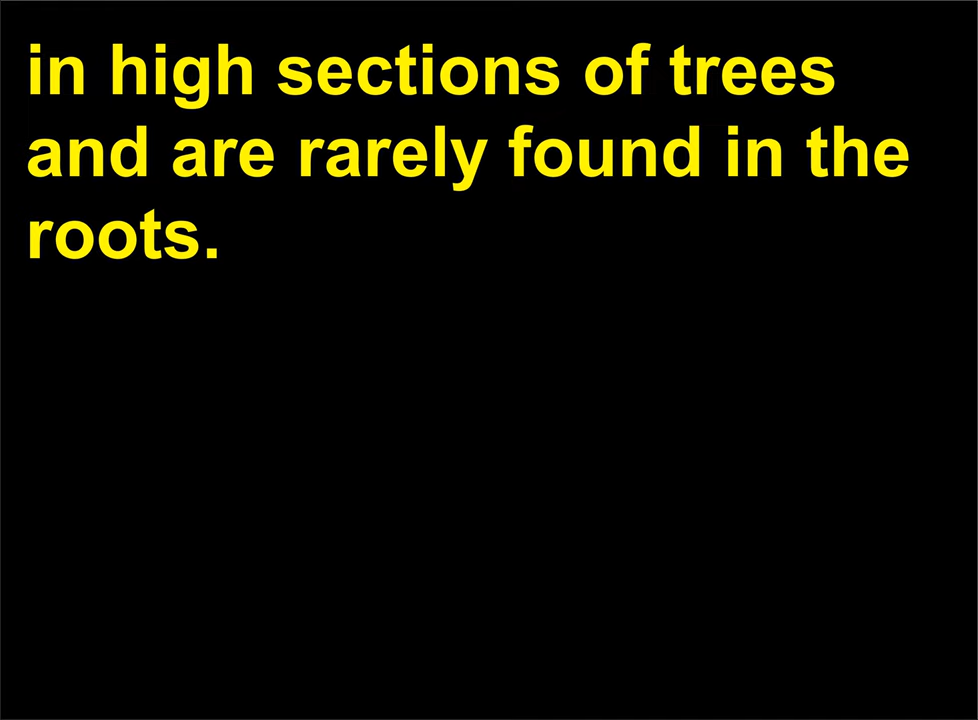 in high sections of trees
and are rarely found in the
roots.